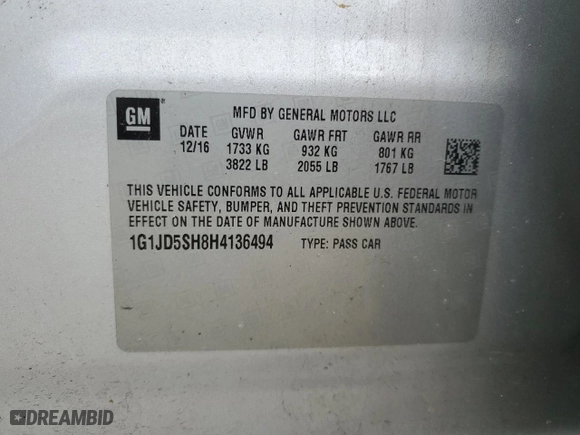 GM
MFD BY GENERAL MOTORS LLC
DATE GVWR GAWR FRT GAWR RR
12/16 1733 KG 932 KG 801 KG
3822 LB 2055 LB 1767 LB
THIS VEHICLE CONFORMS TO ALL APPLICABLE U.S. FEDERAL MOTOR
VEHICLE SAFETY, BUMPER, AND THEFT PREVENTION STANDARDS IN
EFFECT ON THE DATE OF MANUFACTURE SHOWN ABOVE.
1G1JD5SH8H4136494 TYPE: PASS CAR
DREAMBID